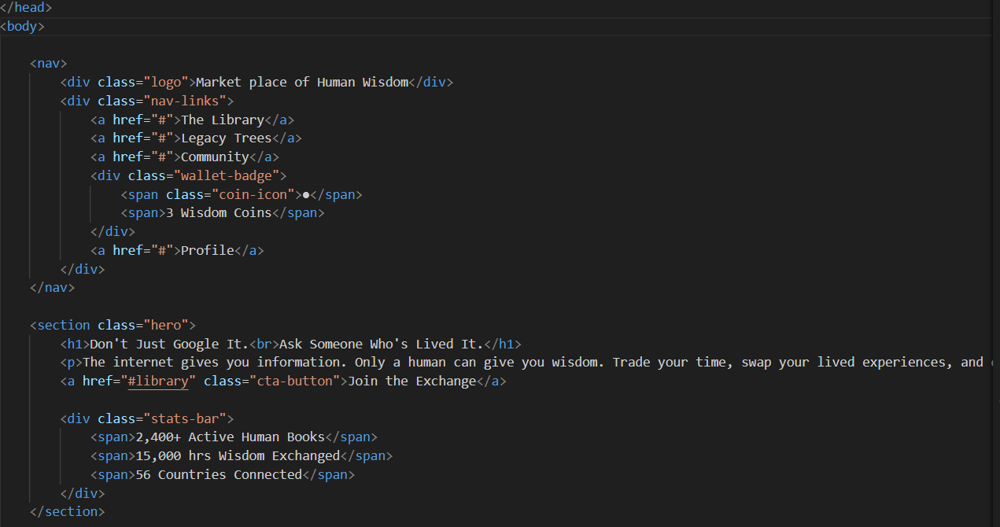 </head>
<body>
<nav>
<div class="logo">Market place of Human Wisdom</div>
<div class="nav-links">
<a href="#">The Library</a>
<a href="#">Legacy Trees</a>
<a href="#">Community</a>
<div class="wallet-badge">
<span class="coin-icon">●</span>
<span>3 Wisdom Coins</span>
</div>
<a href="#">Profile</a>
</div>
</nav>
<section class="hero">
<h1>Don't Just Google It.<br>Ask Someone Who's Lived It.</h1>
<p>The internet gives you information. Only a human can give you wisdom. Trade your time, swap your lived experiences, and
<a href="#library" class="cta-button">Join the Exchange</a>
<div class="stats-bar">
<span>2,400+ Active Human Books</span>
<span>15,000 hrs Wisdom Exchanged</span>
<span>56 Countries Connected</span>
</div>
</section>